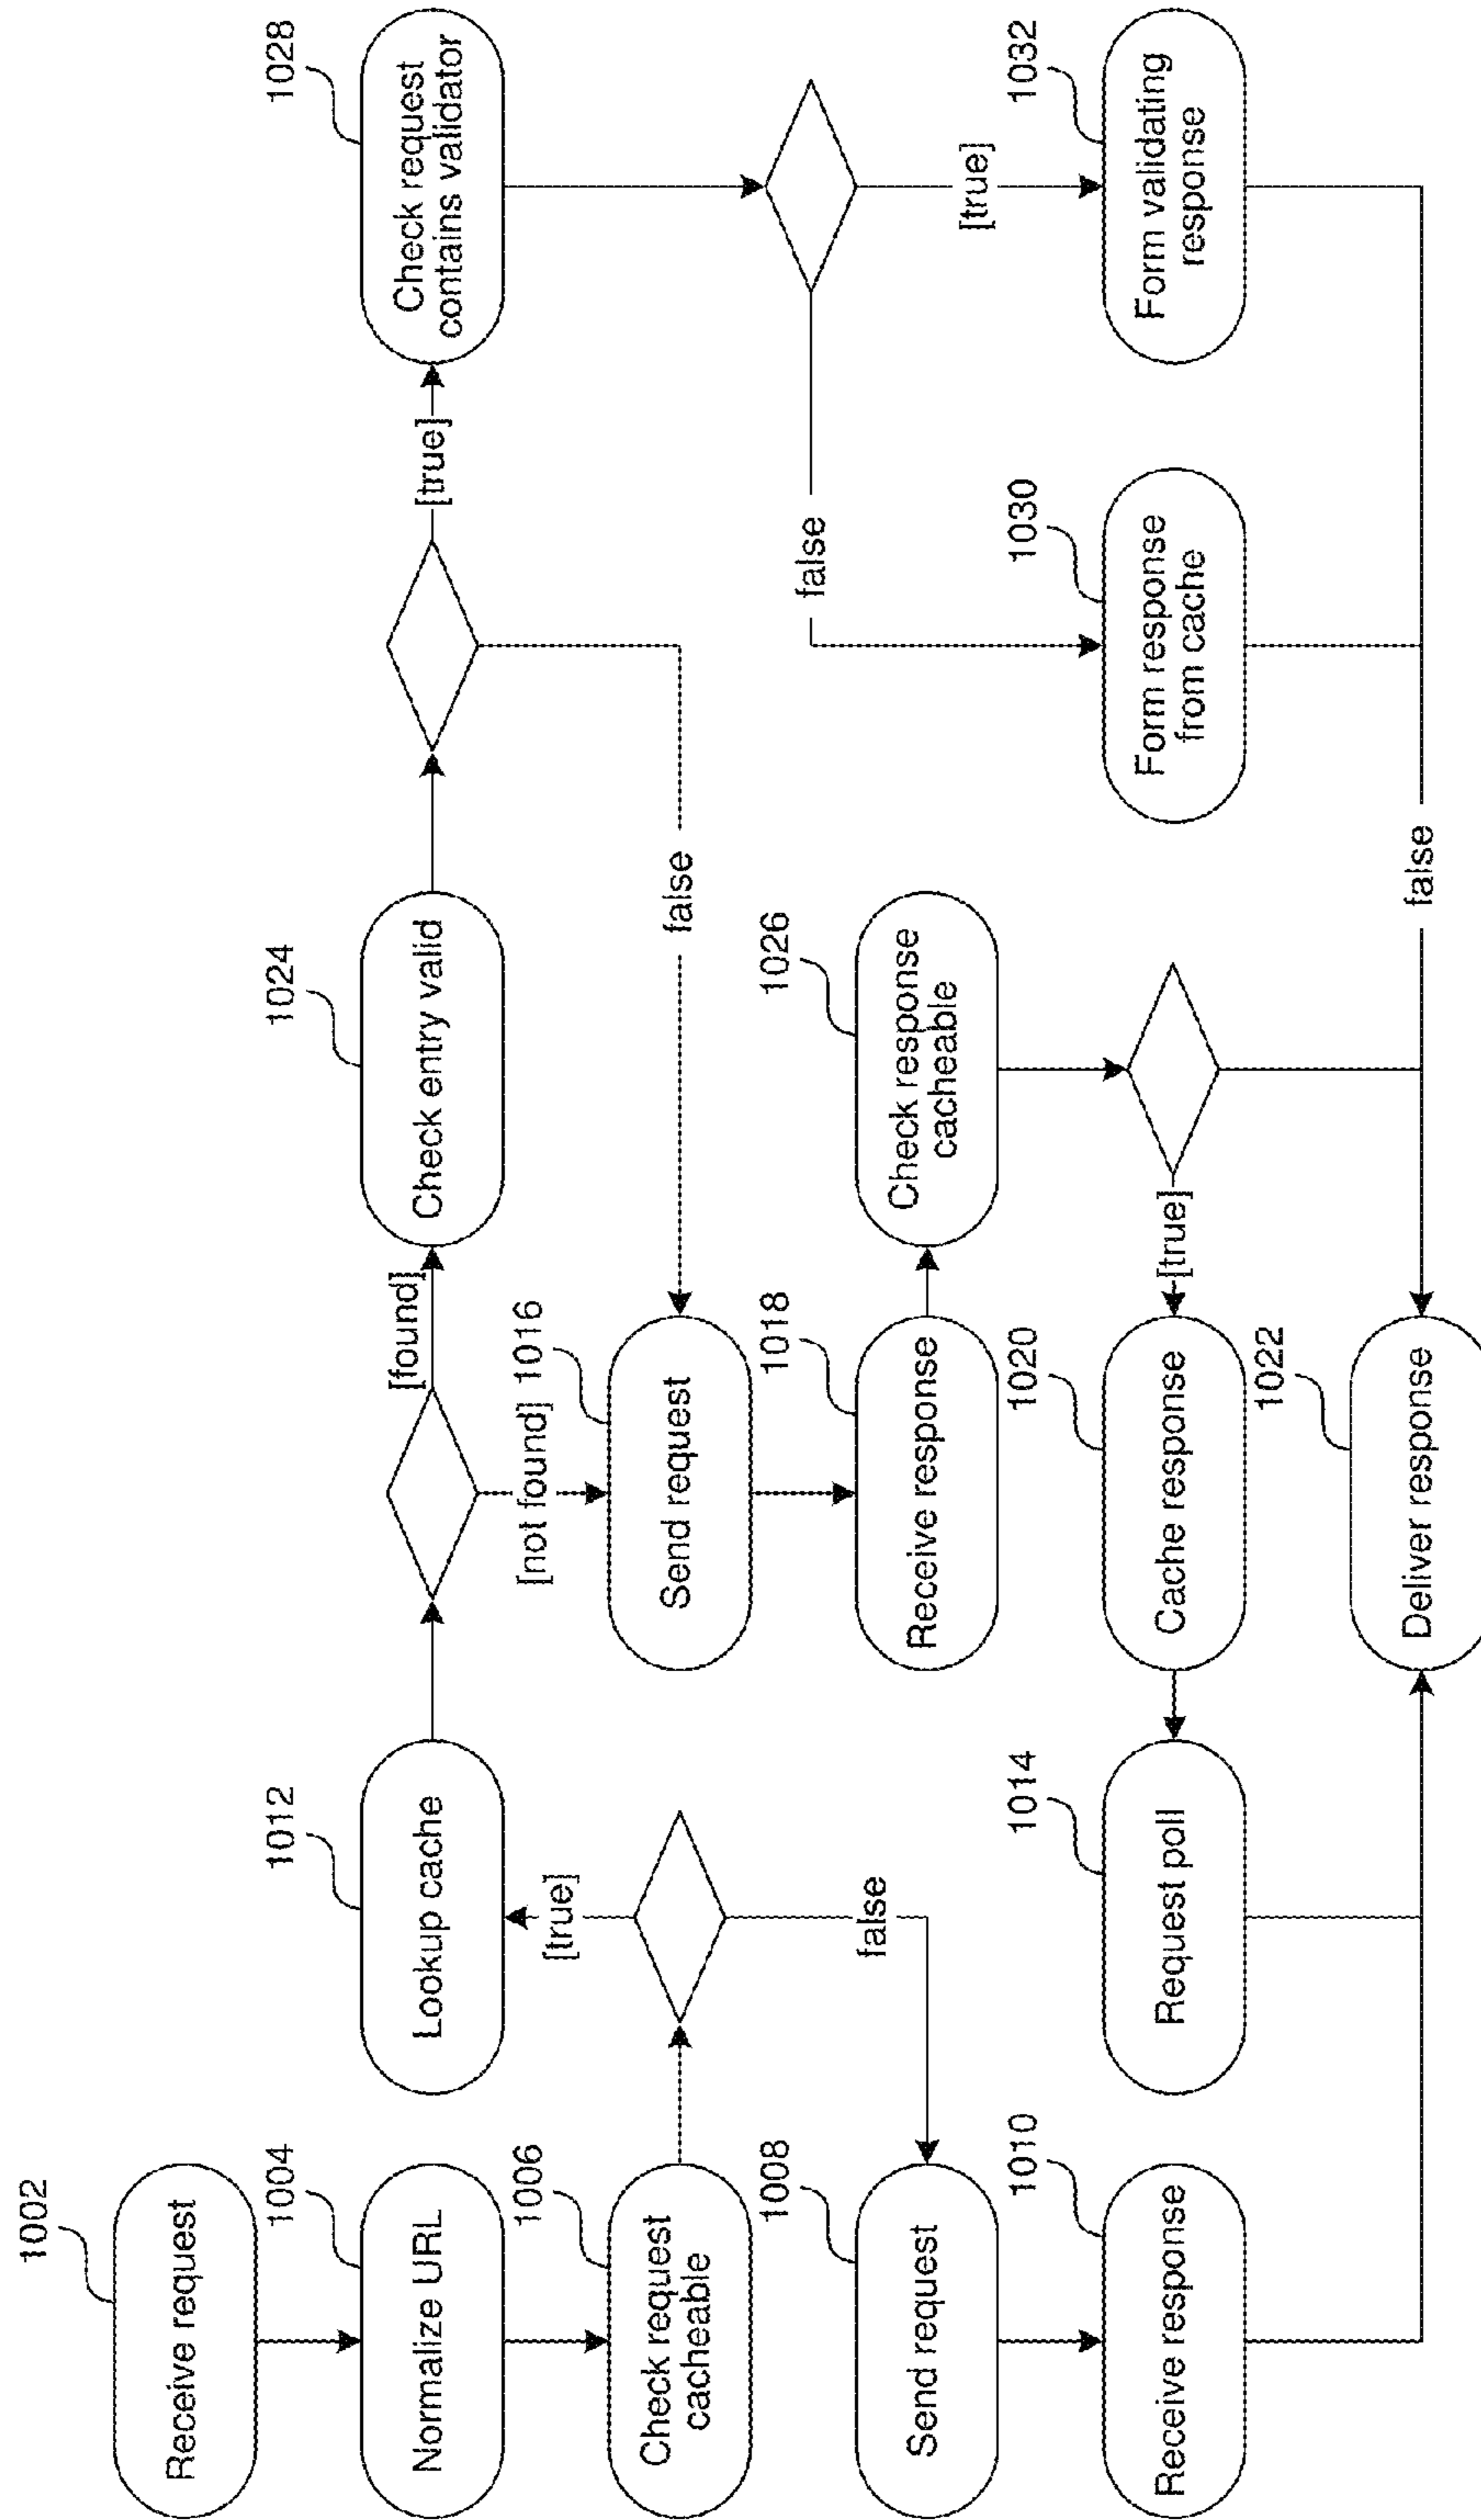 1002
Receive request
1004
Normalize URL
1006
Check request
cacheable
[true]
false
1008
Send request
1010
Receive response
1012
Lookup cache
[found]
[not found]
1014
Request poll
1016
Send request
1018
Receive response
1020
Cache response
1022
Deliver response
1024
Check entry valid
[true]
false
1026
Check response
cacheable
[true]
false
1028
Check request
contains validator
false
[true]
1030
Form response
from cache
1032
Form validating
response